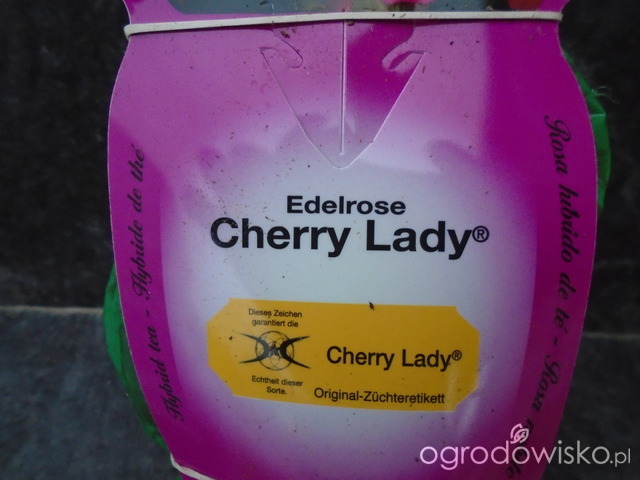 Edelrose
Cherry Lady®
Dieses Zeichen
garantiert die
Echtheit dieser
Sorte.
Cherry Lady®
Original-Züchteretikett
Hybrid tea - Hybride de thé
Rosa híbrido de té - Rosa
ogrodowisko.pl